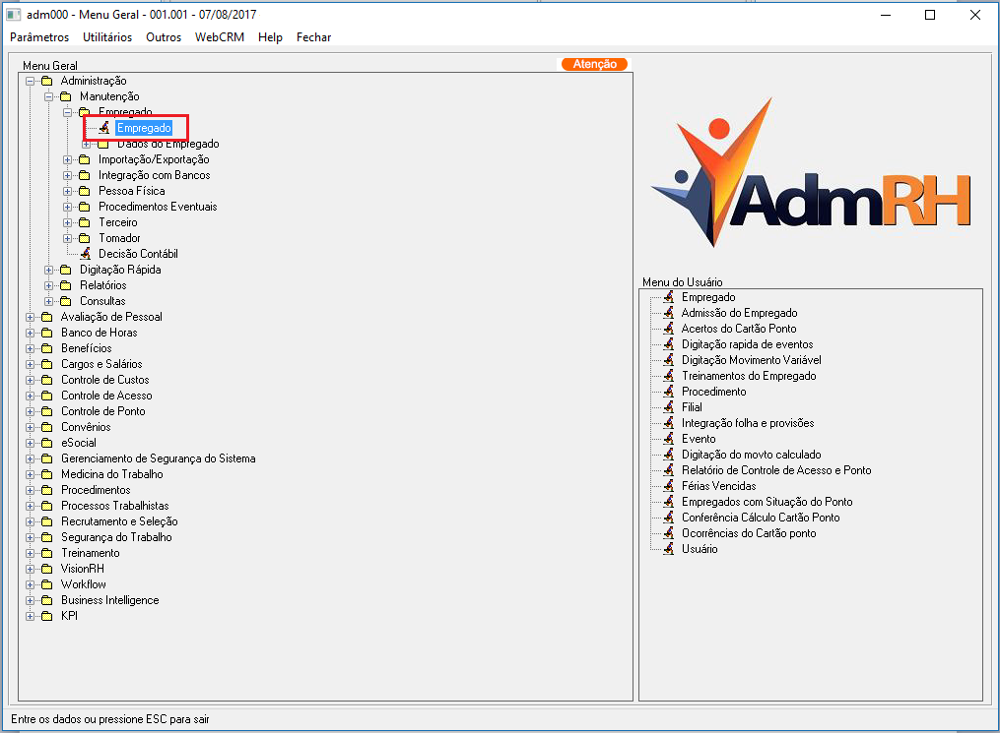 adm000 - Menu Geral - 001.001 - 07/08/2017
Parâmetros Utilitários Outros WebCRM Help Fechar
Menu Geral
Atenção
Administração
Manutenção
Empregado
Empregado
Dados do Empregado
Importação/Exportação
Integração com Bancos
Pessoa Física
Procedimentos Eventuais
Terceiro
Tomador
Decisão Contábil
Digitação Rápida
Relatórios
Consultas
Avaliação de Pessoal
Banco de Horas
Benefícios
Cargos e Salários
Controle de Custos
Controle de Acesso
Controle de Ponto
Convênios
eSocial
Gerenciamento de Segurança do Sistema
Medicina do Trabalho
Procedimentos
Processos Trabalhistas
Recrutamento e Seleção
Segurança do Trabalho
Treinamento
VisionRH
Workflow
Business Intelligence
KPI
AdmRH
Menu do Usuário
Empregado
Admissão do Empregado
Acertos do Cartão Ponto
Digitação rapida de eventos
Digitação Movimento Variável
Treinamentos do Empregado
Procedimento
Filial
Integração folha e provisões
Evento
Digitação do movto calculado
Relatório de Controle de Acesso e Ponto
Férias Vencidas
Empregados com Situação do Ponto
Conferência Cálculo Cartão Ponto
Ocorrências do Cartão ponto
Usuário
Entre os dados ou pressione ESC para sair